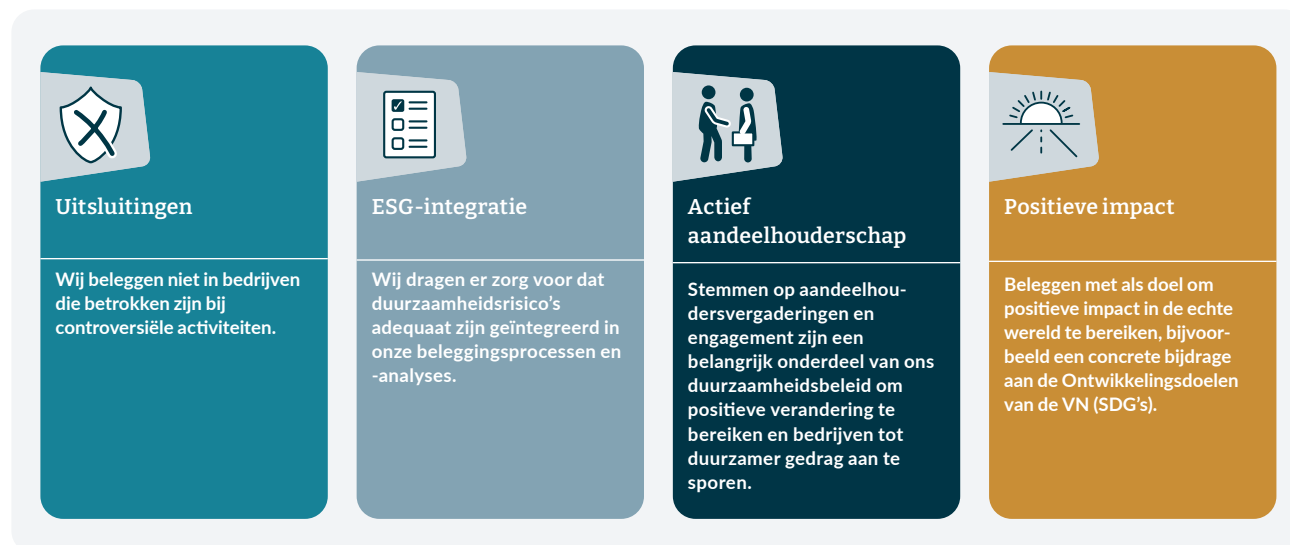 Uitsluitingen
Wij beleggen niet in bedrijven
die betrokken zijn bij
controversiële activiteiten.
ESG-integratie
Wij dragen er zorg voor dat
duurzaamheidsrisico’s
adequaat zijn geïntegreerd in
onze beleggingsprocessen en
-analyses.
Actief
aandeelhouderschap
Stemmen op aandeelhou-
dersvergaderingen en
engagement zijn een
belangrijk onderdeel van ons
duurzaamheidsbeleid om
positieve verandering te
bereiken en bedrijven tot
duurzamer gedrag aan te
sporen.
Positieve impact
Beleggen met als doel om
positieve impact in de echte
wereld te bereiken, bijvoor-
beeld een concrete bijdrage
aan de Ontwikkelingsdoelen
van de VN (SDG’s).